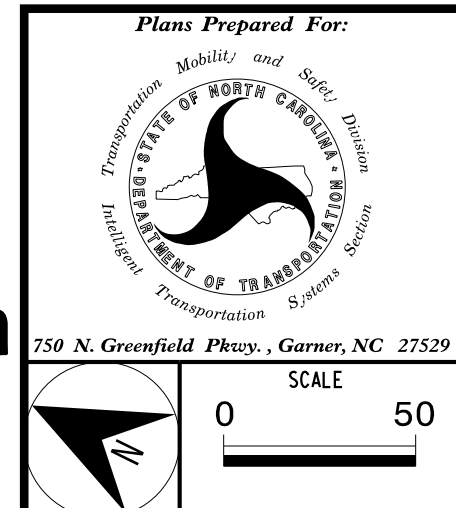 Plans Prepared For:
Transportation Mobility and Safety Division
STATE OF NORTH CAROLINA
DEPARTMENT OF TRANSPORTATION
Intelligent Transportation Systems Section
750 N. Greenfield Pkwy. , Garner, NC 27529
SCALE
0 50
N